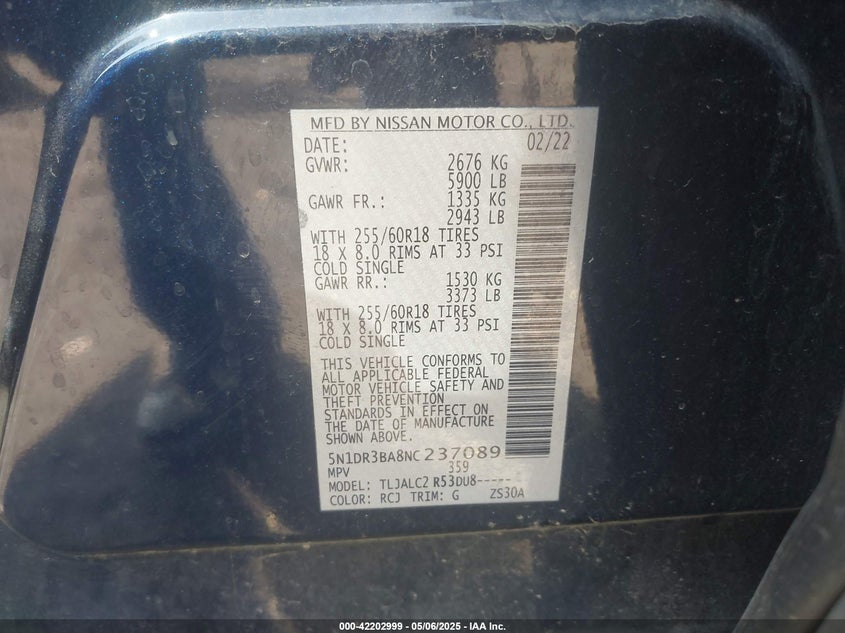 MFD BY NISSAN MOTOR CO., LTD.
DATE: 02/22
GVWR: 2676 KG
5900 LB
GAWR FR.: 1335 KG
2943 LB
WITH 255/60R18 TIRES
18 X 8.0 RIMS AT 33 PSI
COLD SINGLE
GAWR RR.: 1530 KG
3373 LB
WITH 255/60R18 TIRES
18 X 8.0 RIMS AT 33 PSI
COLD SINGLE
THIS VEHICLE CONFORMS TO
ALL APPLICABLE FEDERAL
MOTOR VEHICLE SAFETY AND
THEFT PREVENTION
STANDARDS IN EFFECT ON
THE DATE OF MANUFACTURE
SHOWN ABOVE.
5N1DR3BA8NC237089
MPV 359
MODEL: TLJALC2 R53DU8-----
COLOR: RCJ TRIM: G ZS30A
000-42202999 — 05/06/2025 — IAA Inc.